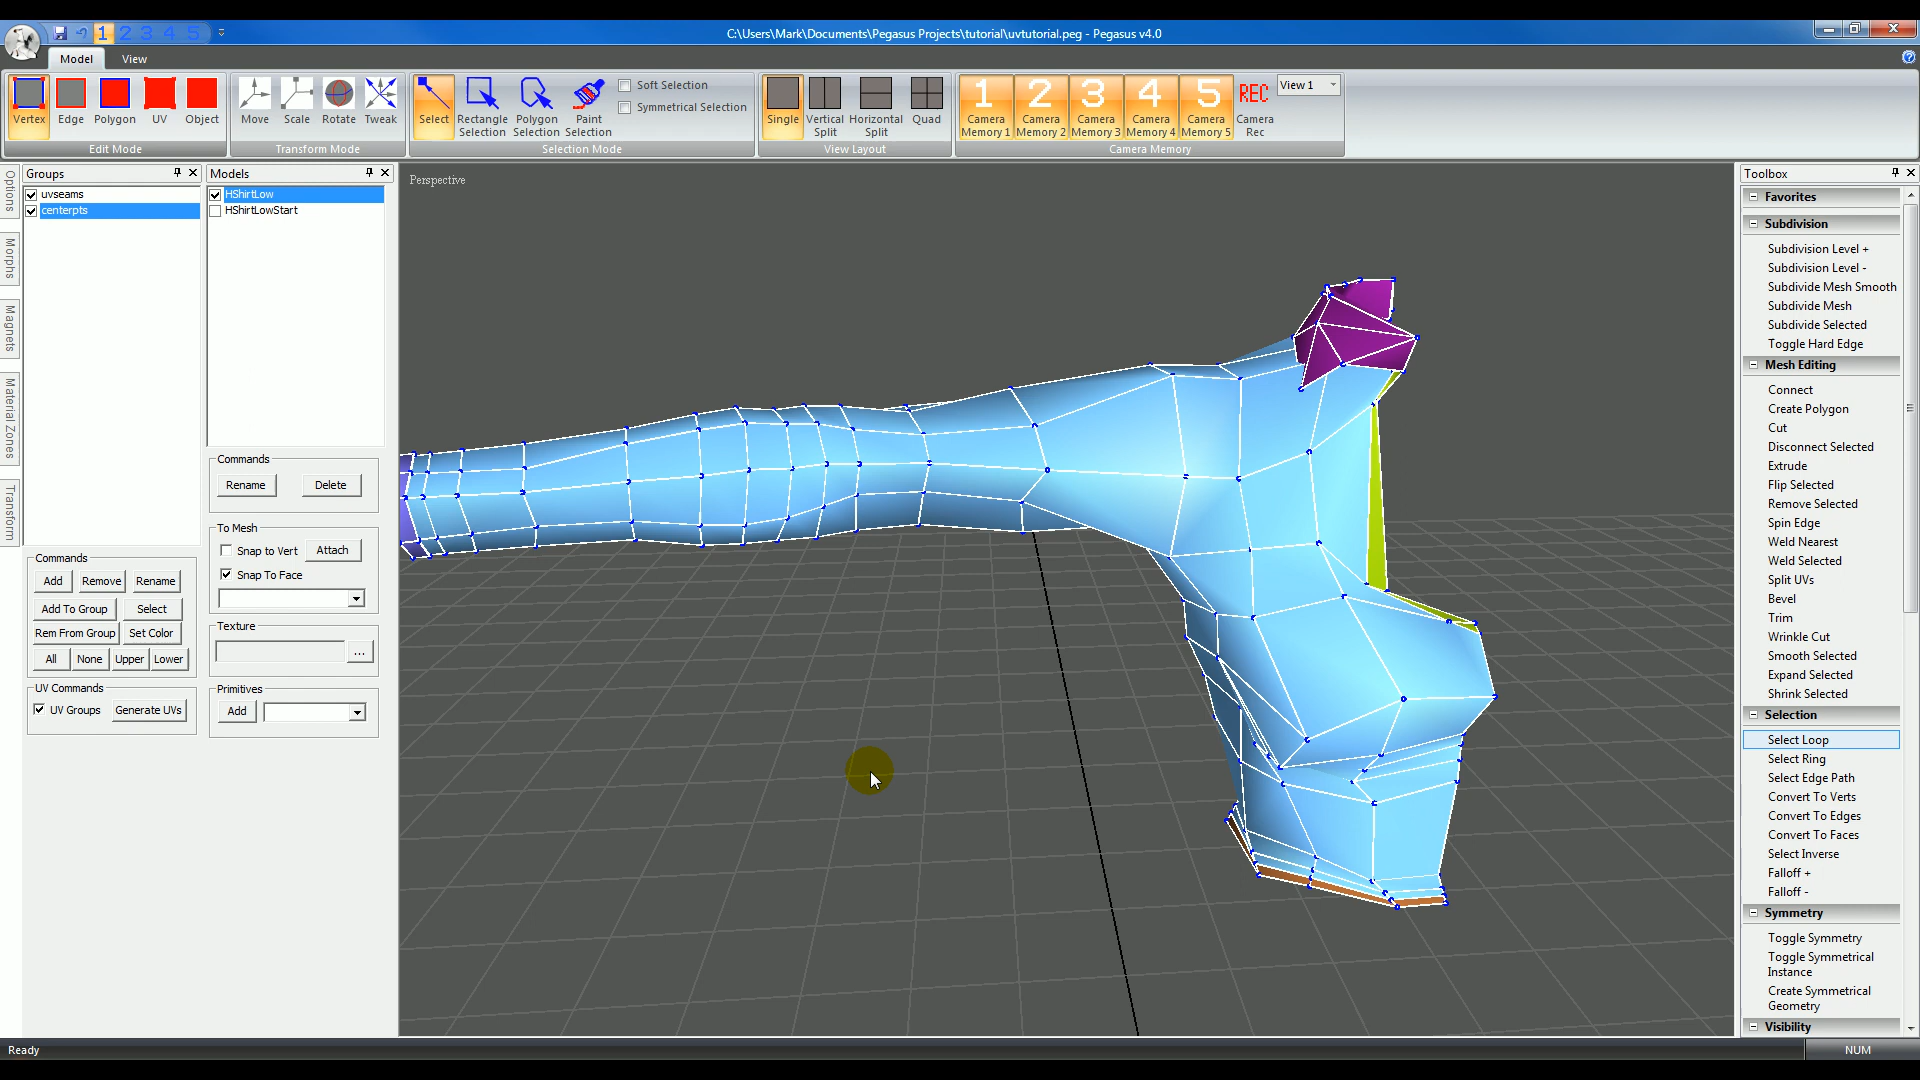 1 2 3 4 5
C:\Users\Mark\Documents\Pegasus Projects\tutorial\uvtutorial.peg - Pegasus v4.0
Model View
Vertex Edge Polygon UV Object
Edit Mode
Move Scale Rotate Tweak
Transform Mode
Select Rectangle Selection Polygon Selection Paint Selection
Soft Selection
Symmetrical Selection
Selection Mode
Single Vertical Split Horizontal Split Quad
View Layout
1 2 3 4 5 REC View 1
Camera Memory 1 Camera Memory 2 Camera Memory 3 Camera Memory 4 Camera Memory 5 Camera Rec
Camera Memory
Options
Morphs
Magnets
Material Zones
Transform
Groups
uvseams
centerpts
Commands
Add Remove Rename
Add To Group Select
Rem From Group Set Color
All None Upper Lower
UV Commands
UV Groups Generate UVs
Models
HShirtLow
HShirtLowStart
Commands
Rename Delete
To Mesh
Snap to Vert Attach
Snap To Face
Texture
...
Primitives
Add
Perspective
Toolbox
Favorites
Subdivision
Subdivision Level +
Subdivision Level -
Subdivide Mesh Smooth
Subdivide Mesh
Subdivide Selected
Toggle Hard Edge
Mesh Editing
Connect
Create Polygon
Cut
Disconnect Selected
Extrude
Flip Selected
Remove Selected
Spin Edge
Weld Nearest
Weld Selected
Split UVs
Bevel
Trim
Wrinkle Cut
Smooth Selected
Expand Selected
Shrink Selected
Selection
Select Loop
Select Ring
Select Edge Path
Convert To Verts
Convert To Edges
Convert To Faces
Select Inverse
Falloff +
Falloff -
Symmetry
Toggle Symmetry
Toggle Symmetrical
Instance
Create Symmetrical
Geometry
Visibility
Ready
NUM